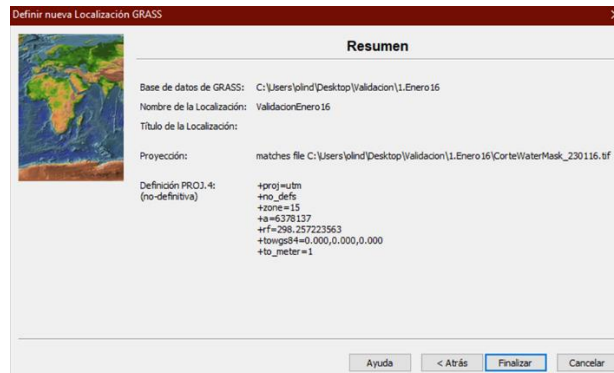 Definir nueva Localización GRASS
Resumen
Base de datos de GRASS: C:\Users\plind\Desktop\Validacion\1.Enero16
Nombre de la Localización: ValidacionEnero16
Título de la Localización:
Proyección: matches file C:\Users\plind\Desktop\Validacion\1.Enero16\CorteWaterMask_230116.tif
Definición PROJ.4: +proj=utm
(no-definitiva) +no_defs
+zone=15
+a=6378137
+rf=298.257223563
+towgs84=0.000,0.000,0.000
+to_meter=1
Ayuda < Atrás Finalizar Cancelar